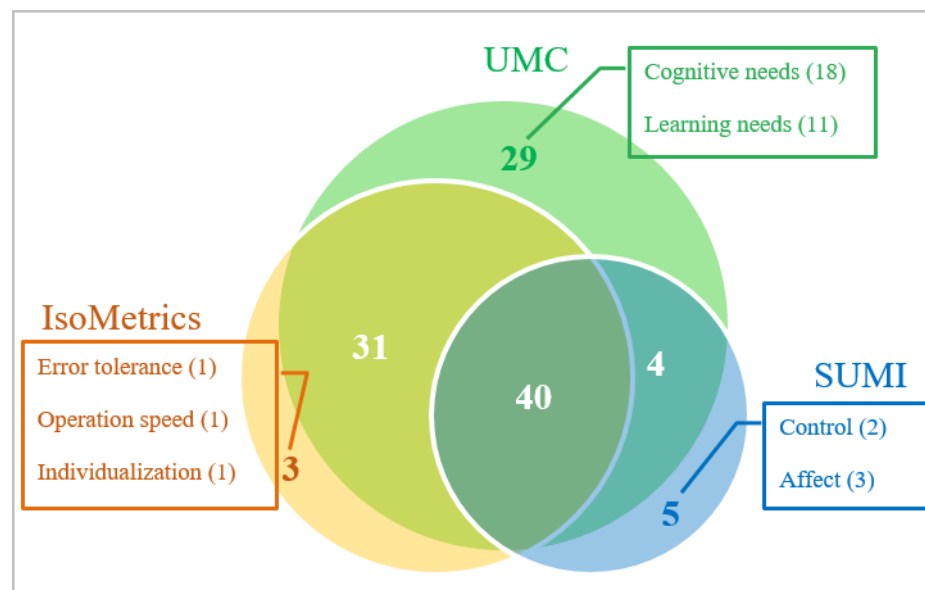 UMC
Cognitive needs (18)
Learning needs (11)
29
IsoMetrics
Error tolerance (1)
Operation speed (1)
Individualization (1)
3
31
40
4
SUMI
Control (2)
Affect (3)
5